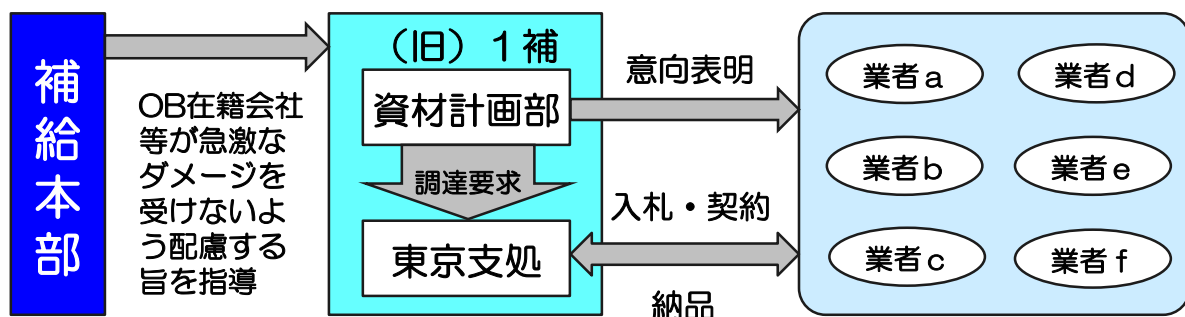 補給本部
OB在籍会社
等が急激な
ダメージを
受けないよ
う配慮する
旨を指導
（旧）１補
資材計画部
調達要求
東京支処
意向表明
入札・契約
納品
業者ａ
業者ｄ
業者ｂ
業者ｅ
業者ｃ
業者ｆ